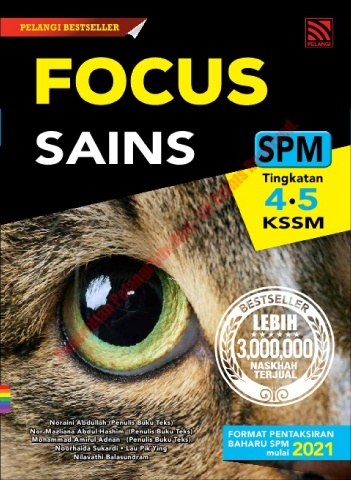 PELANGI BESTSELLER
PELANGI
FOCUS
SAINS
SPM
Tingkatan
4•5
KSSM
BESTSELLER
LEBIH
3,000,000
NASKHAH
TERJUAL
Noraini Abdullah (Penulis Buku Teks)
Nor Mazliana Abdul Hashim (Penulis Buku Teks)
Mohammad Amirul Adnan (Penulis Buku Teks)
Noorhaida Sukardi • Lau Pik Ying
Nilavathi Balasundram
FORMAT PENTAKSIRAN
BAHARU SPM
mulai 2021